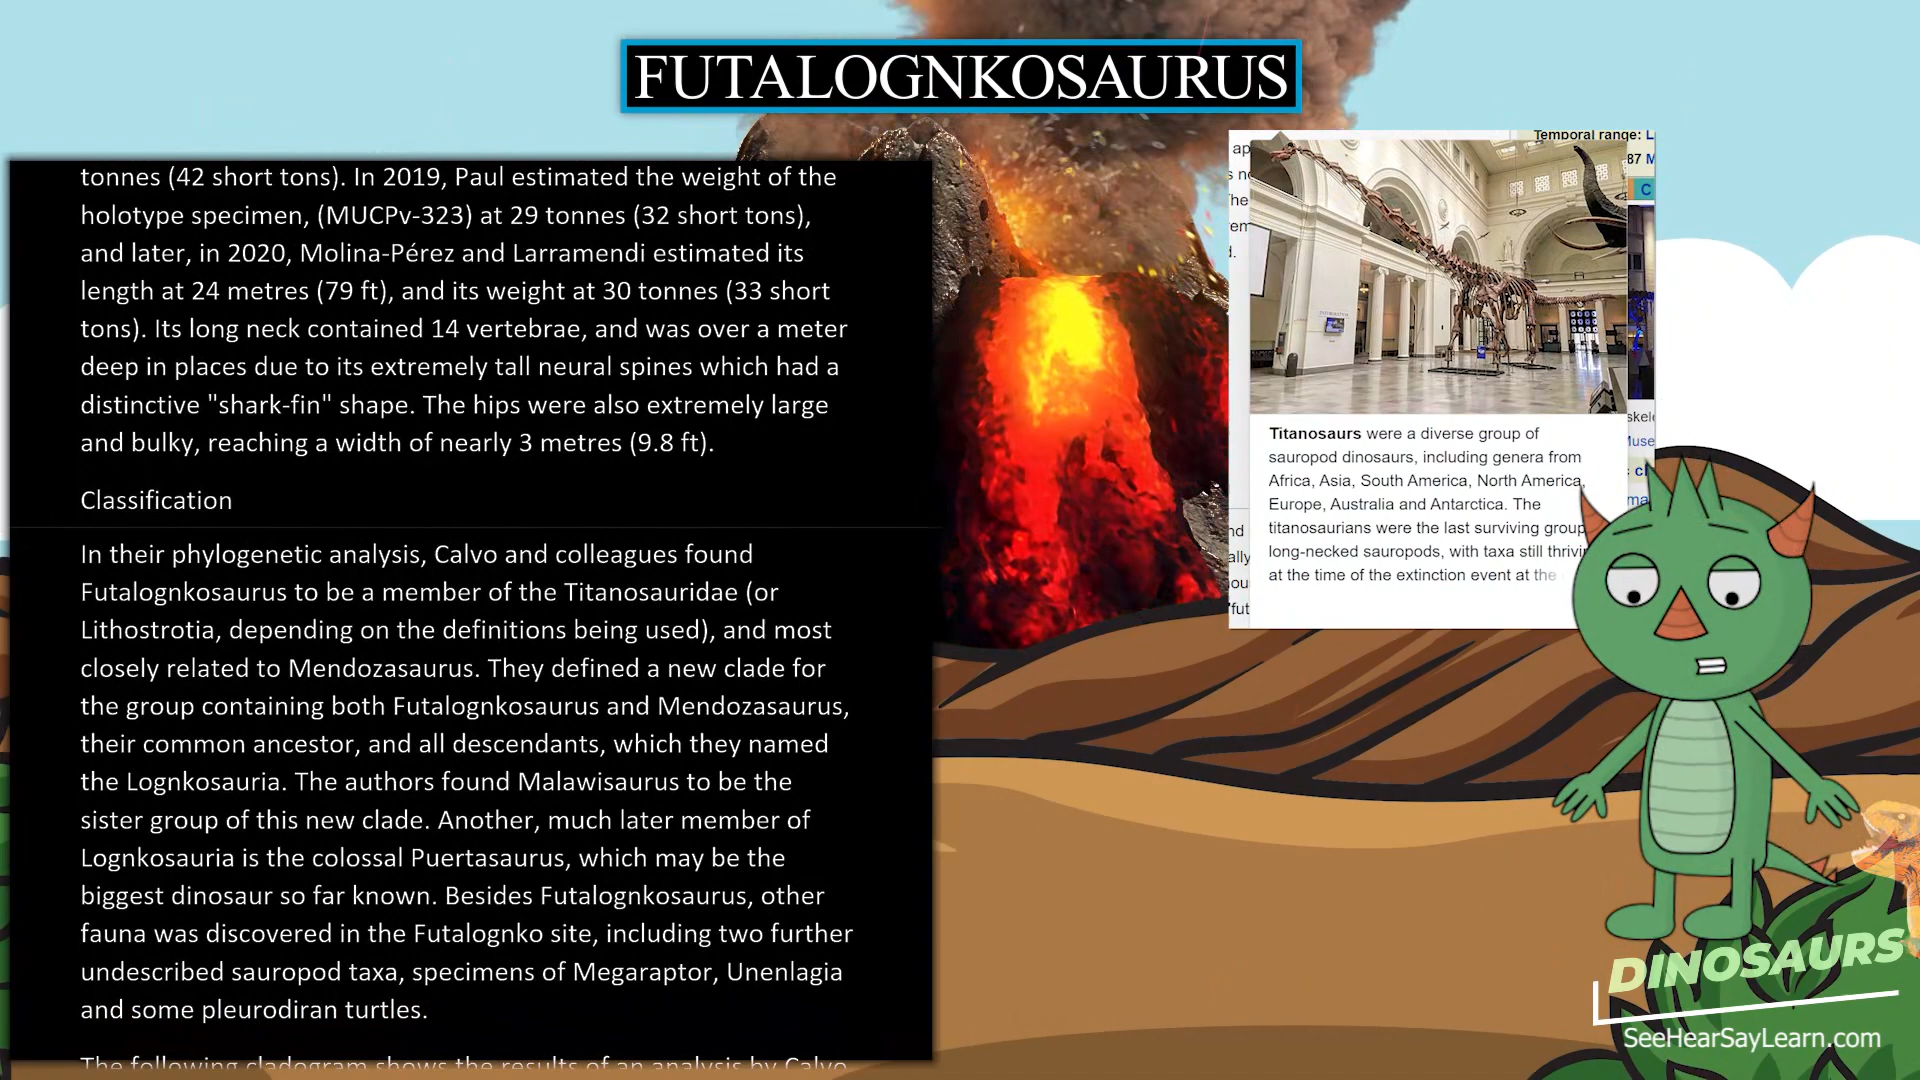 FUTALOGNKOSAURUS
tonnes (42 short tons). In 2019, Paul estimated the weight of the
holotype specimen, (MUCPv-323) at 29 tonnes (32 short tons),
and later, in 2020, Molina-Pérez and Larramendi estimated its
length at 24 metres (79 ft), and its weight at 30 tonnes (33 short
tons). Its long neck contained 14 vertebrae, and was over a meter
deep in places due to its extremely tall neural spines which had a
distinctive "shark-fin" shape. The hips were also extremely large
and bulky, reaching a width of nearly 3 metres (9.8 ft).
Classification
In their phylogenetic analysis, Calvo and colleagues found
Futalognkosaurus to be a member of the Titanosauridae (or
Lithostrotia, depending on the definitions being used), and most
closely related to Mendozasaurus. They defined a new clade for
the group containing both Futalognkosaurus and Mendozasaurus,
their common ancestor, and all descendants, which they named
the Lognkosauria. The authors found Malawisaurus to be the
sister group of this new clade. Another, much later member of
Lognkosauria is the colossal Puertasaurus, which may be the
biggest dinosaur so far known. Besides Futalognkosaurus, other
fauna was discovered in the Futalognko site, including two further
undescribed sauropod taxa, specimens of Megaraptor, Unenlagia
and some pleurodiran turtles.
The following cladogram shows the results of an analysis by Calvo
Temporal range: L
87 M
C
Titanosaurs were a diverse group of
sauropod dinosaurs, including genera from
Africa, Asia, South America, North America,
Europe, Australia and Antarctica. The
titanosaurians were the last surviving group
long-necked sauropods, with taxa still thrivi
at the time of the extinction event at the
DINOSAURS
SeeHearSayLearn.com